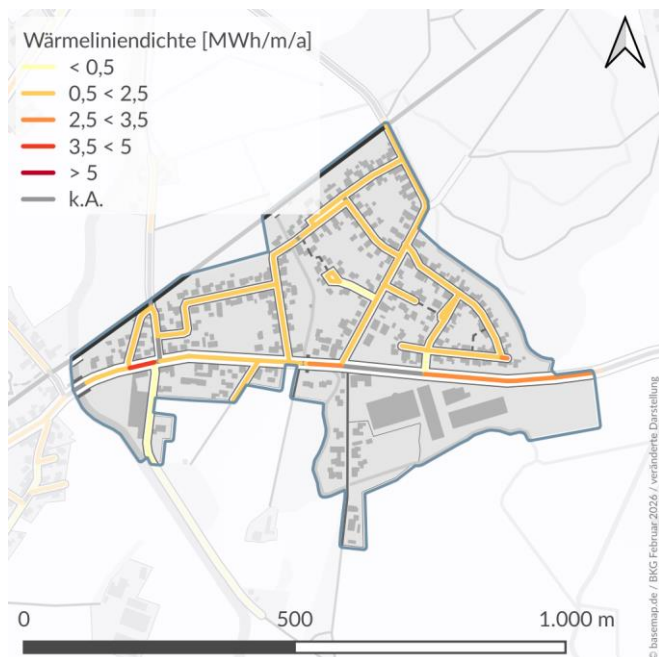 Wärmeliniendichte [MWh/m/a]
< 0,5
0,5 < 2,5
2,5 < 3,5
3,5 < 5
> 5
k.A.
© basemap.de / BKG Februar 2026 / veränderte Darstellung
0 500 1.000 m